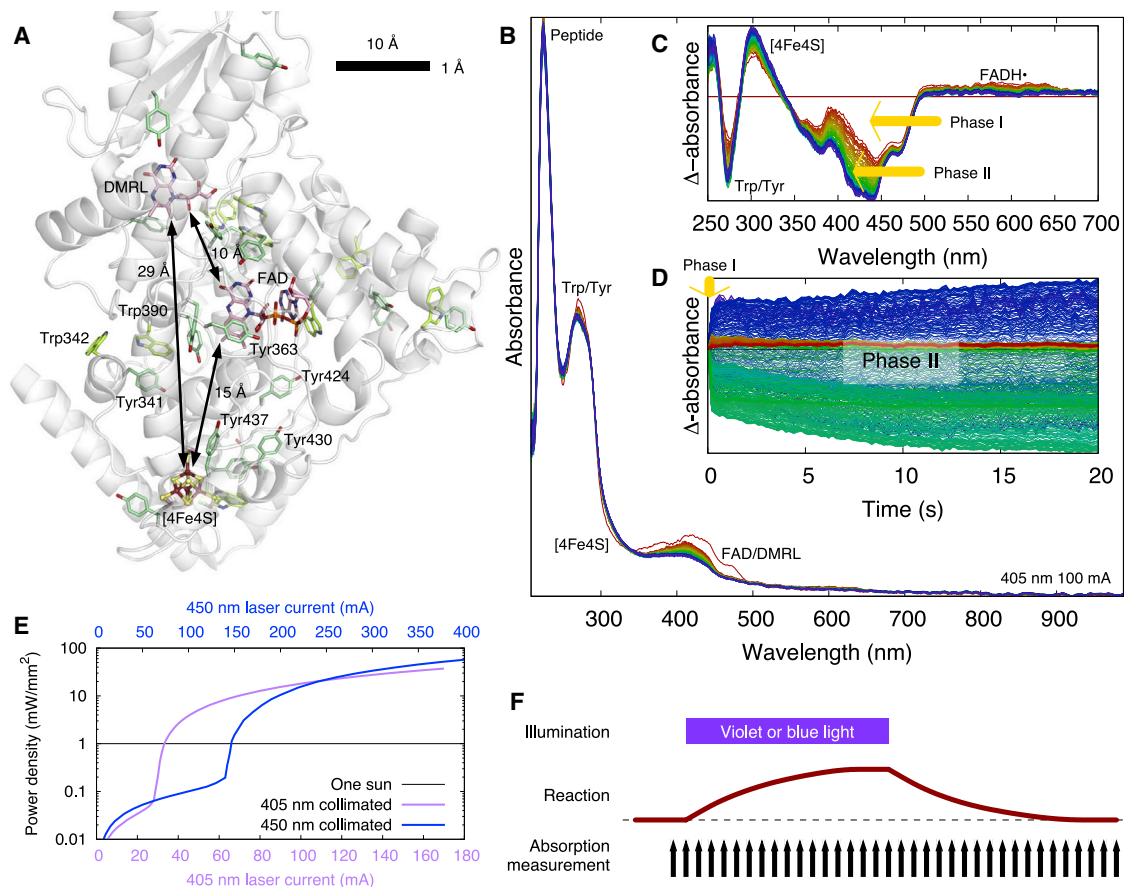 A
10 Å
1 Å
DMRL
10 Å
29 Å
FAD
Trp390
Trp342
Tyr363
Tyr341
15 Å
Tyr424
Tyr437
Tyr430
[4Fe4S]
B
Peptide
Trp/Tyr
[4Fe4S]
FAD/DMRL
405 nm 100 mA
Absorbance
300 400 500 600 700 800 900
Wavelength (nm)
C
[4Fe4S]
FADH•
Phase I
Phase II
Trp/Tyr
Δ−absorbance
250 300 350 400 450 500 550 600 650 700
Wavelength (nm)
Phase I
D
Phase II
Δ-absorbance
0 5 10 15 20
Time (s)
E
450 nm laser current (mA)
0 50 100 150 200 250 300 350 400
Power density (mW/mm²)
100
10
1
0.1
0.01
One sun
405 nm collimated
450 nm collimated
0 20 40 60 80 100 120 140 160 180
405 nm laser current (mA)
F
Illumination
Violet or blue light
Reaction
Absorption
measurement